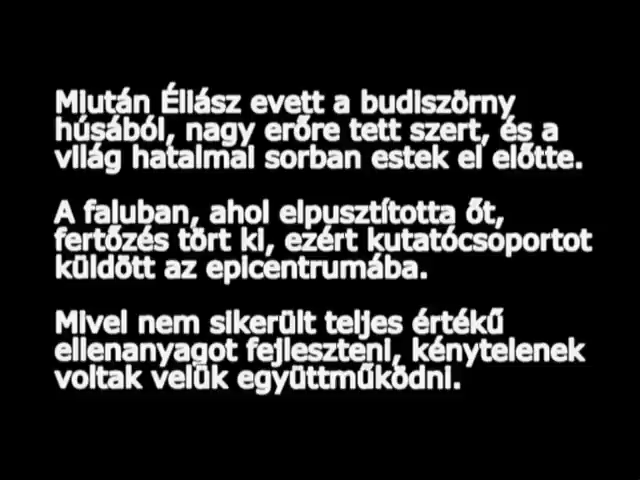 Miután Éliász evett a budiszörny
húsából, nagy erőre tett szert, és a
világ hatalmai sorban estek el előtte.
A faluban, ahol elpusztította őt,
fertőzés tört ki, ezért kutatócsoportot
küldött az epicentrumába.
Mivel nem sikerült teljes értékű
ellenanyagot fejleszteni, kénytelenek
voltak velük együttműködni.